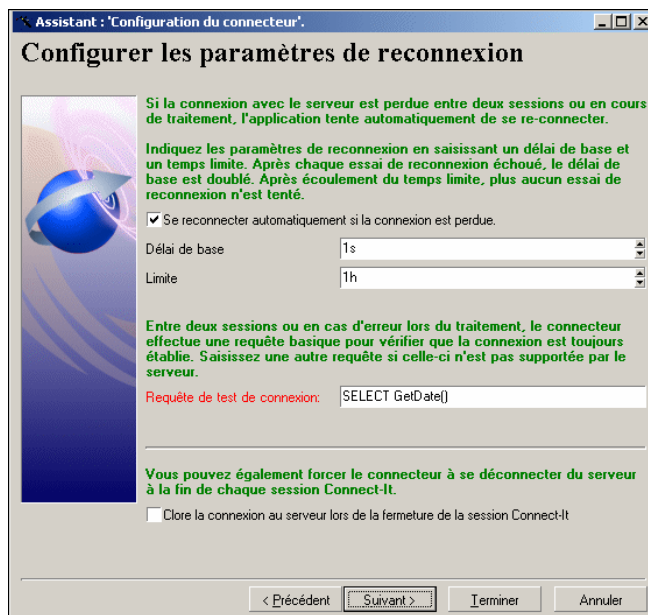 Assistant : 'Configuration du connecteur'.
Configurer les paramètres de reconnexion
Si la connexion avec le serveur est perdue entre deux sessions ou en cours
de traitement, l'application tente automatiquement de se re-connecter.
Indiquez les paramètres de reconnexion en saisissant un délai de base et
un temps limite. Après chaque essai de reconnexion échoué, le délai de
base est doublé. Après écoulement du temps limite, plus aucun essai de
reconnexion n'est tenté.
Se reconnecter automatiquement si la connexion est perdue.
Délai de base 1s
Limite 1h
Entre deux sessions ou en cas d'erreur lors du traitement, le connecteur
effectue une requête basique pour vérifier que la connexion est toujours
établie. Saisissez une autre requête si celle-ci n'est pas supportée par le
serveur.
Requête de test de connexion: SELECT GetDate()
Vous pouvez également forcer le connecteur à se déconnecter du serveur
à la fin de chaque session Connect-It.
Clore la connexion au serveur lors de la fermeture de la session Connect-It
< Précédent Suivant > Terminer Annuler